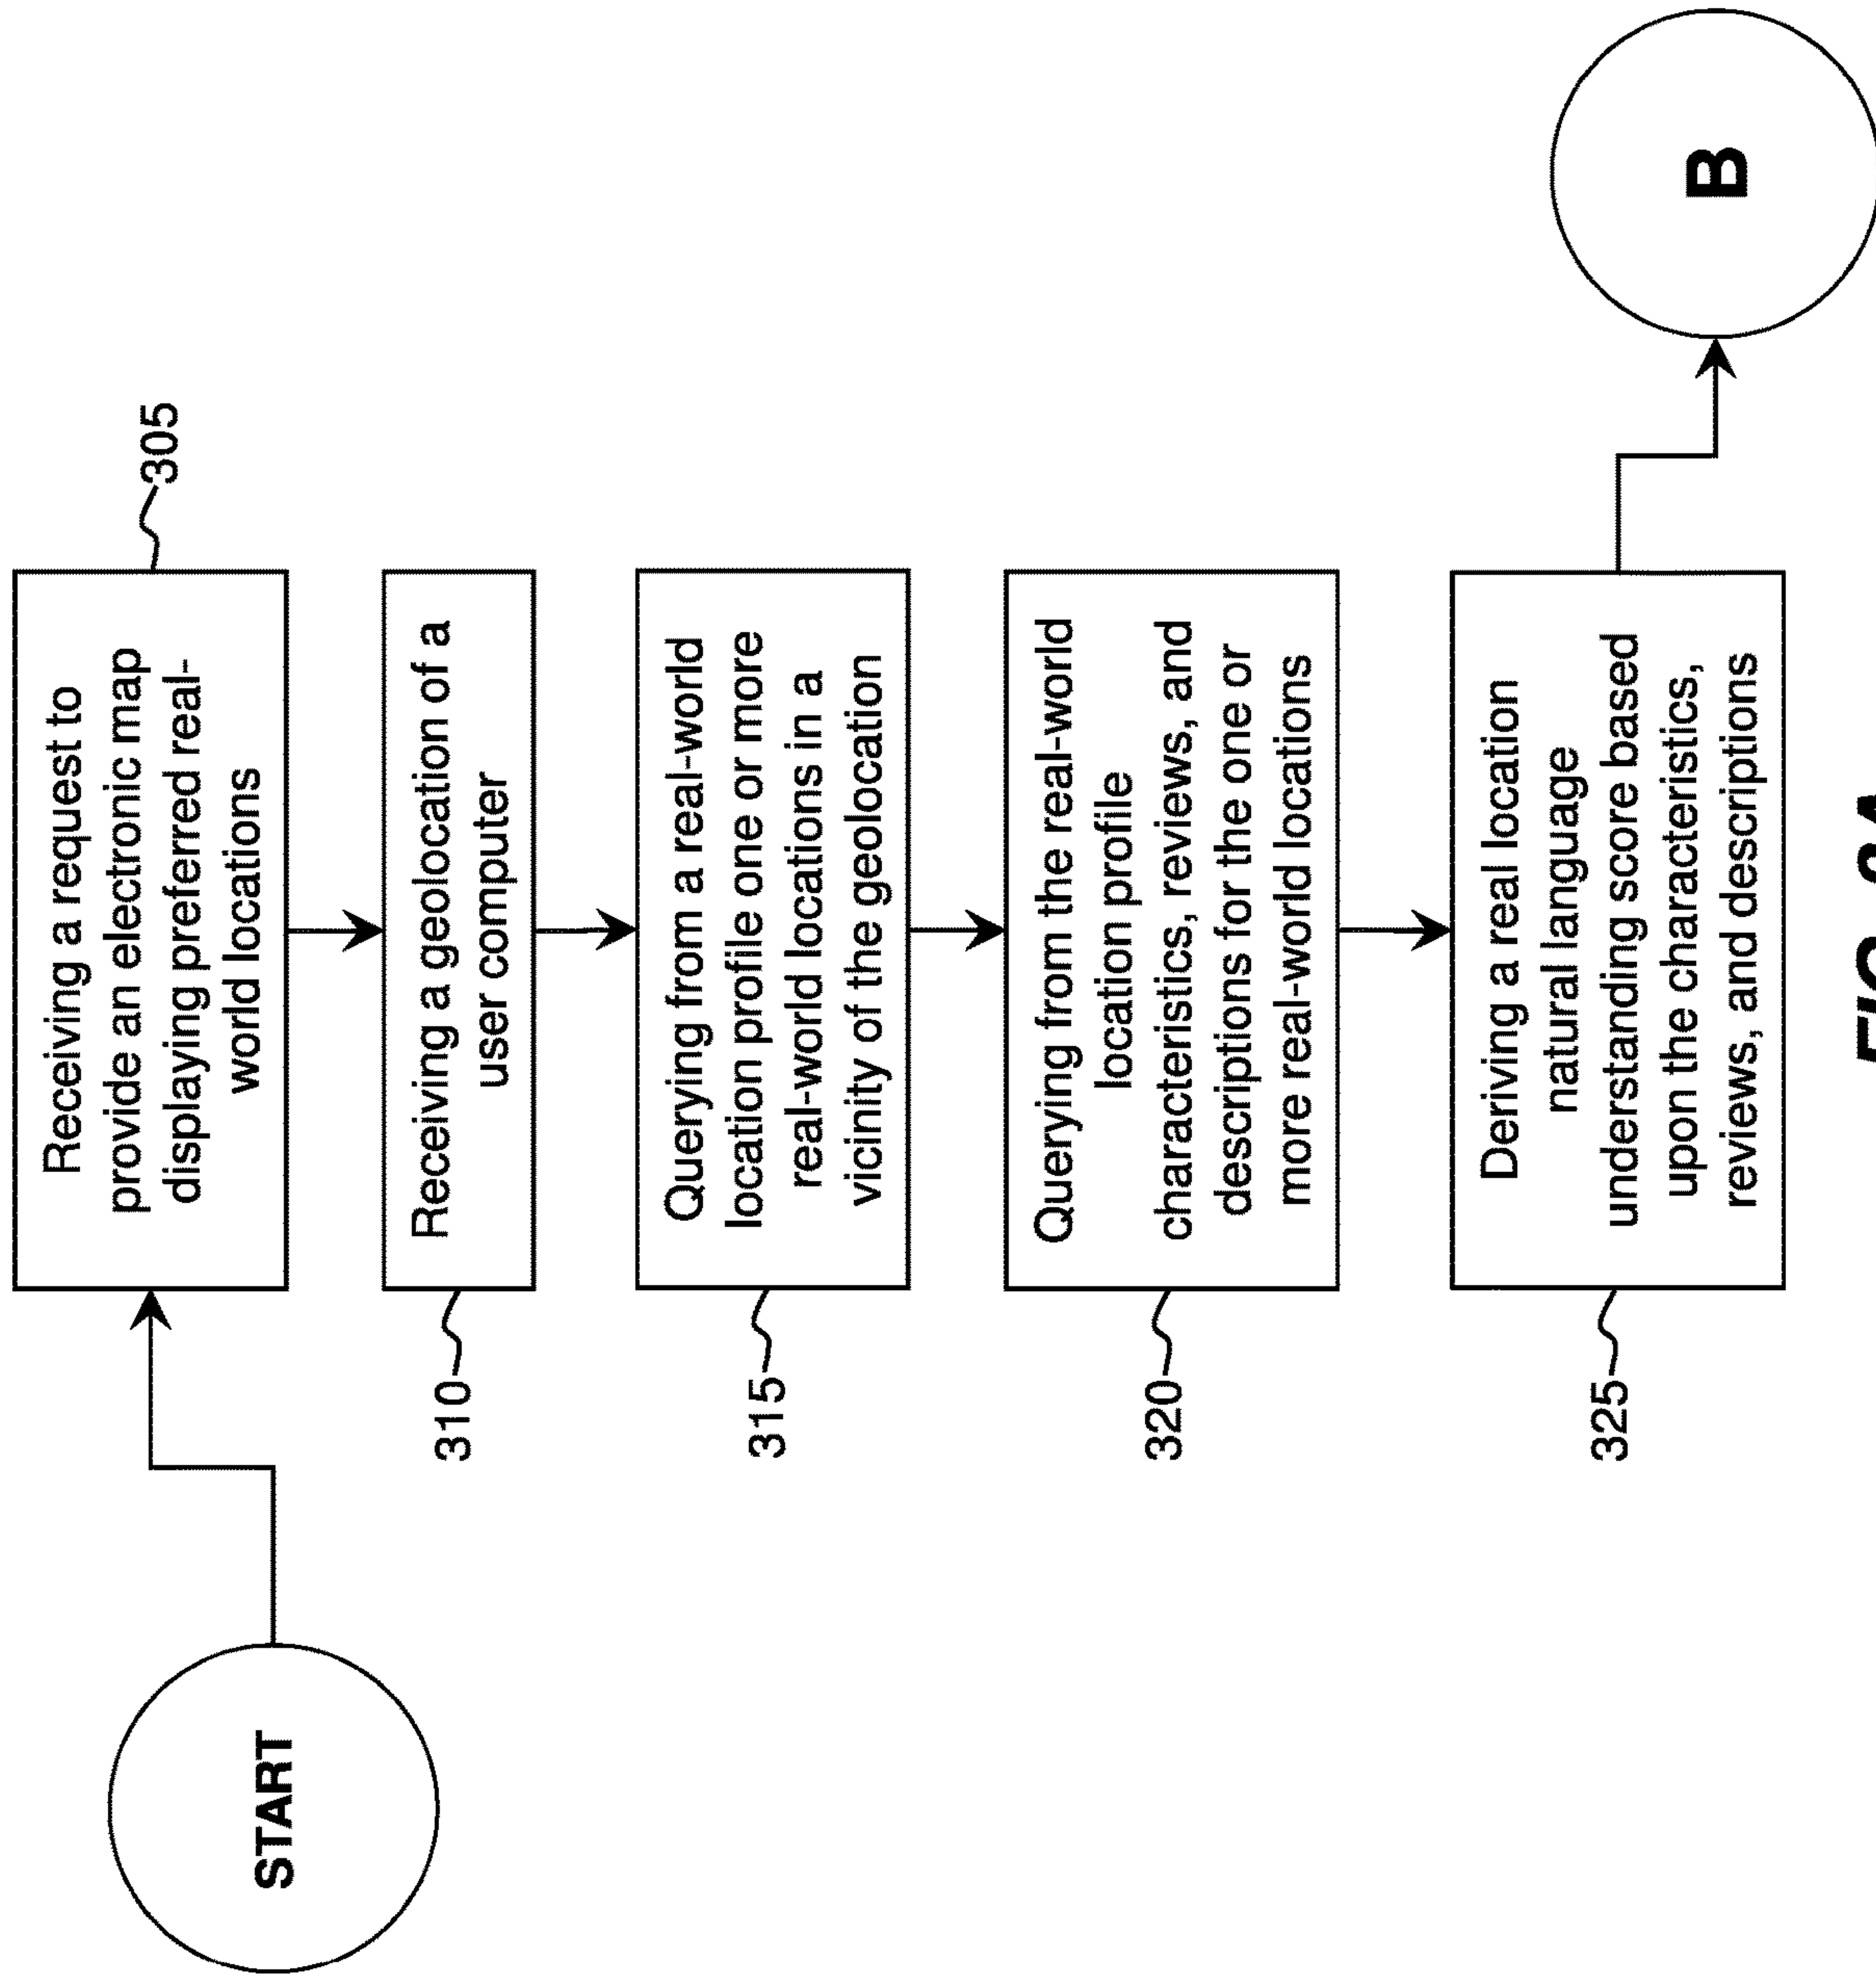 START
Receiving a request to
provide an electronic map
displaying preferred real-
world locations
305
310
Receiving a geolocation of a
user computer
315
Querying from a real-world
location profile one or more
real-world locations in a
vicinity of the geolocation
320
Querying from the real-world
location profile
characteristics, reviews, and
descriptions for the one or
more real-world locations
325
Deriving a real location
natural language
understanding score based
upon the characteristics,
reviews, and descriptions
B